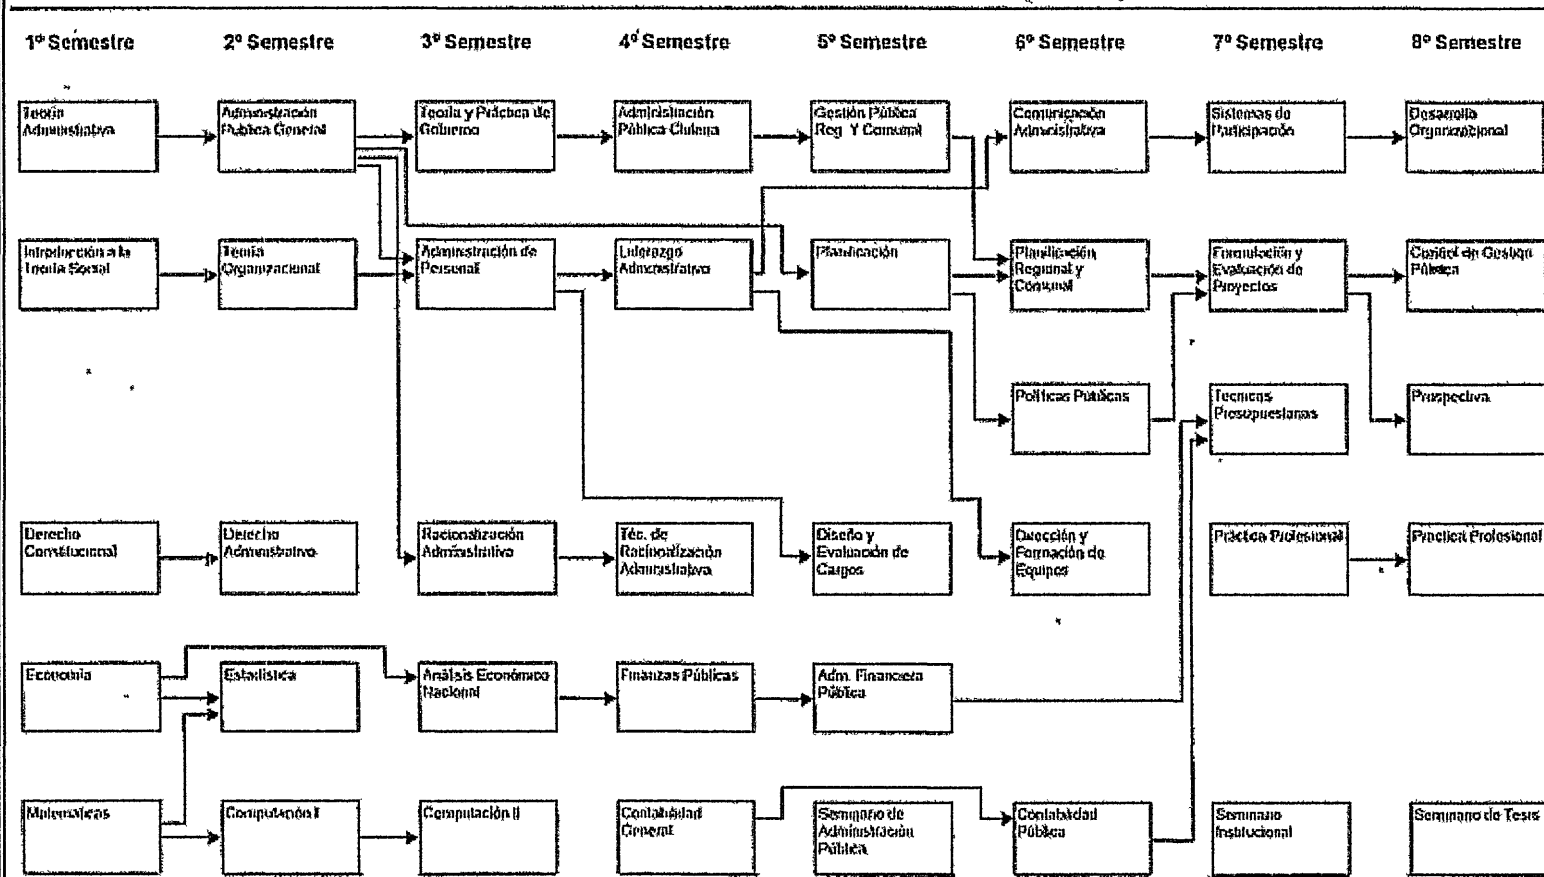 1º Semestre
2º Semestre
3º Semestre
4º Semestre
5º Semestre
6º Semestre
7º Semestre
8º Semestre
Teoría
Administrativa
Administración
Publica General
Teoría y Práctica de
Gobierno
Administración
Pública Chilena
Gestión Pública
Reg. Y Comunal
Comunicación
Administrativa
Sistemas de
Participación
Desarrollo
Organizacional
Introducción a la
Teoría Social
Teoría
Organizacional
Administración de
Personal
Liderazgo
Administrativo
Planificación
Planificación
Regional y
Comunal
Formulación y
Evaluación de
Proyectos
Control de Gestión
Pública
Políticas Públicas
Tecnicas
Presupuestarias
Prospectiva
Derecho
Constitucional
Derecho
Administrativo
Racionalización
Administrativa
Téc. de
Racionalización
Administrativa
Diseño y
Evaluación de
Cargos
Dirección y
Formación de
Equipos
Práctica Profesional
Practica Profesional
Economía
Estadística
Análisis Económico
Nacional
Finanzas Públicas
Adm. Financiera
Pública
Matematicas
Computación I
Computación II
Contabilidad
General
Seminario de
Administración
Pública
Contabilidad
Pública
Seminario
Institucional
Seminario de Tesis